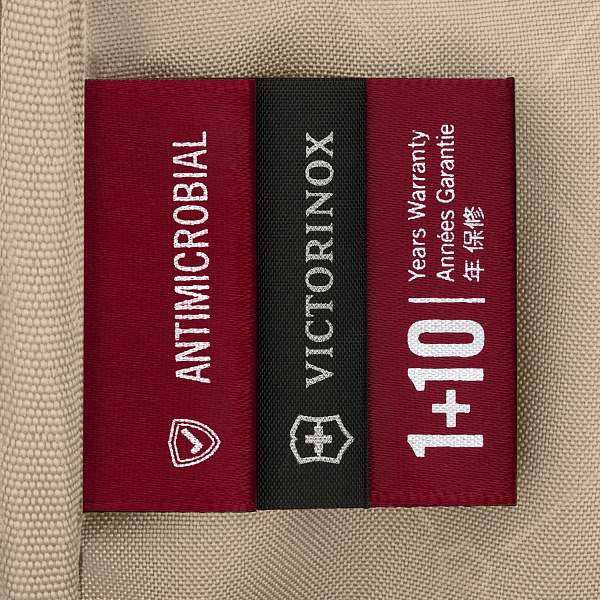 ANTIMICROBIAL
VICTORINOX
1+10
Years Warranty
Années Garantie
年 保修